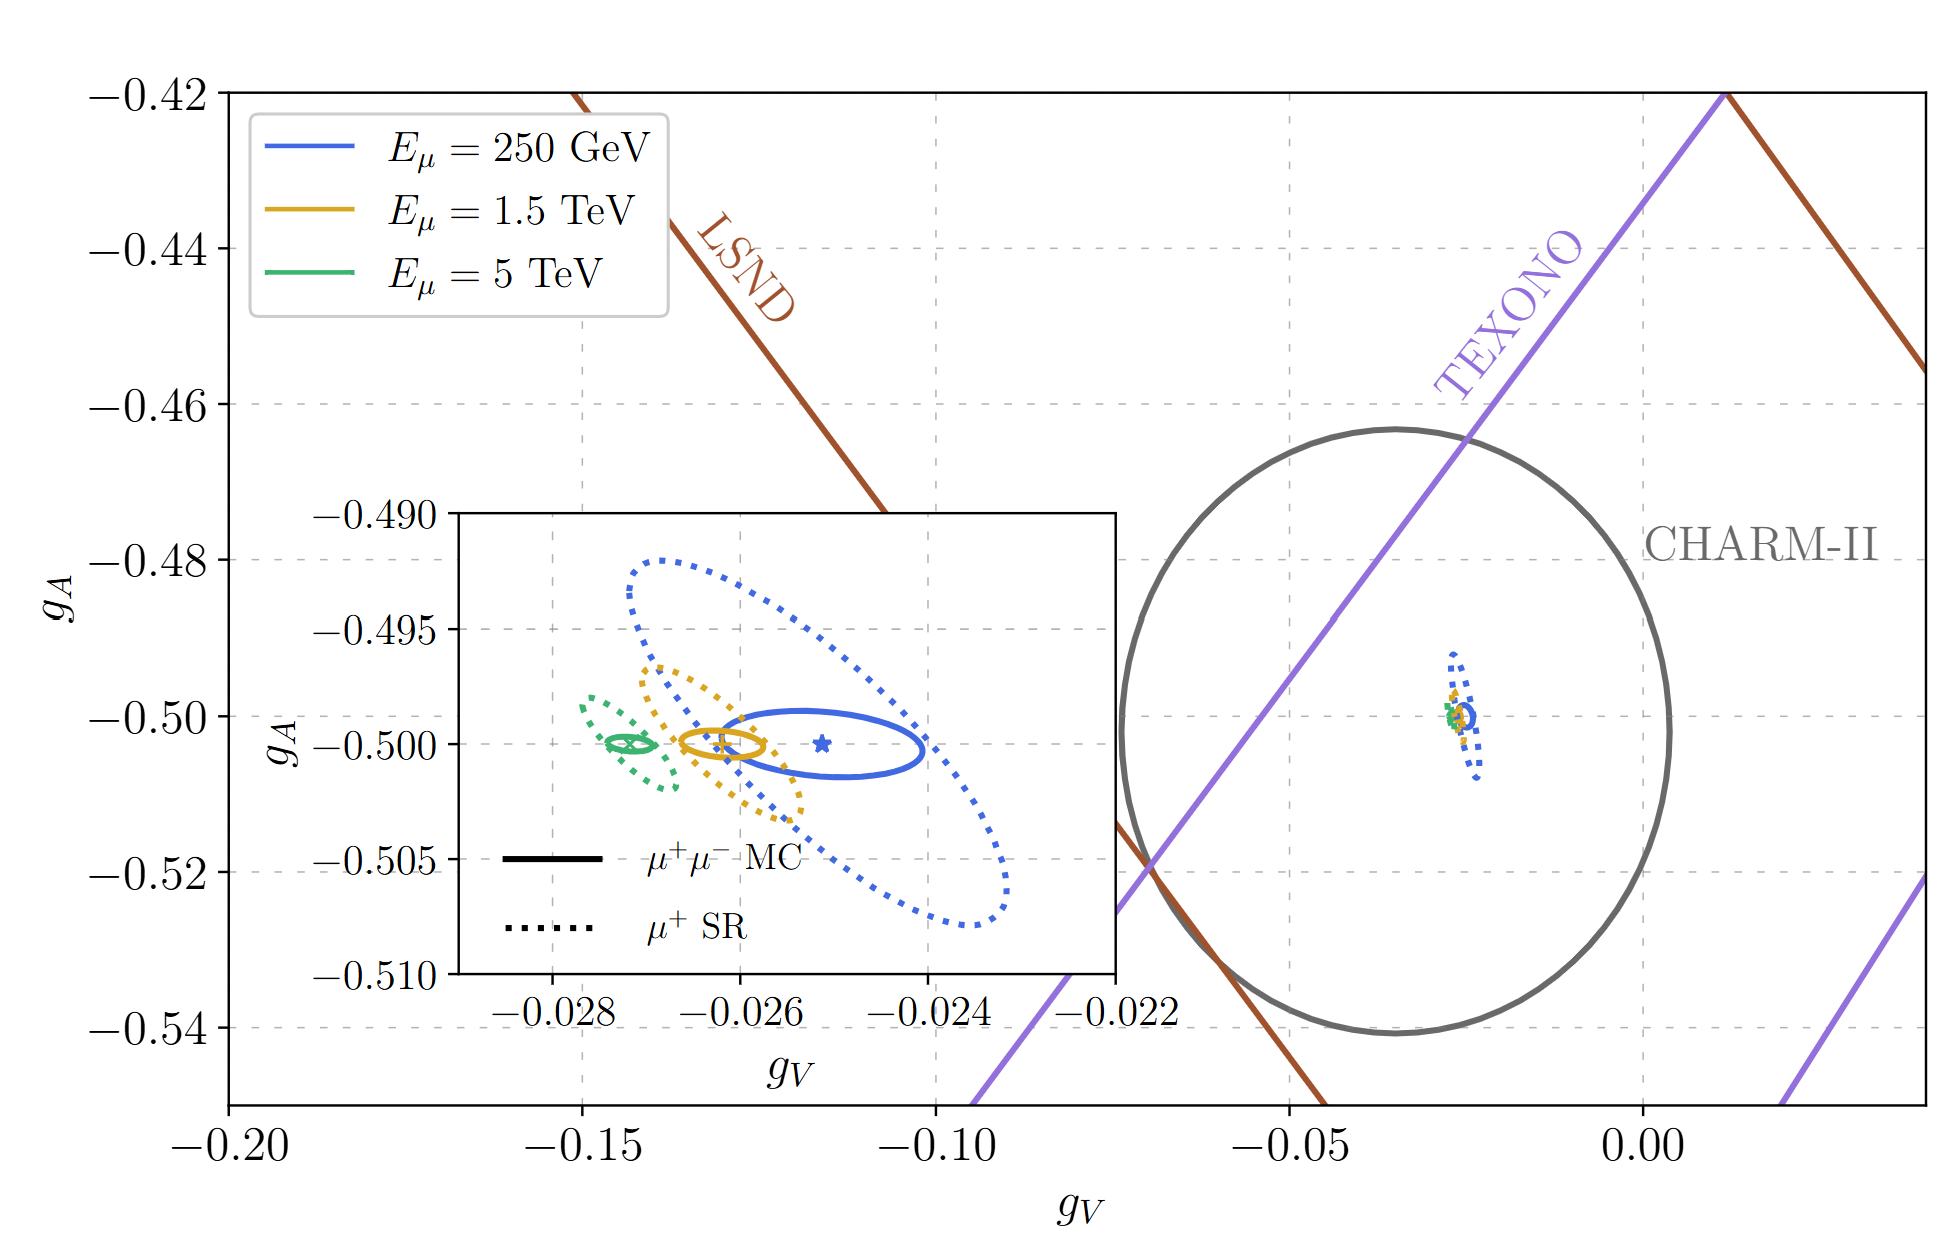 −0.42
−0.44
−0.46
−0.48
−0.50
−0.52
−0.54
g_A
E_μ = 250 GeV
E_μ = 1.5 TeV
E_μ = 5 TeV
LSND
TEXONO
CHARM-II
−0.490
−0.495
−0.500
−0.505
−0.510
g_A
μ⁺μ⁻ MC
μ⁺ SR
−0.028 −0.026 −0.024 −0.022
g_V
−0.20 −0.15 −0.10 −0.05 0.00
g_V